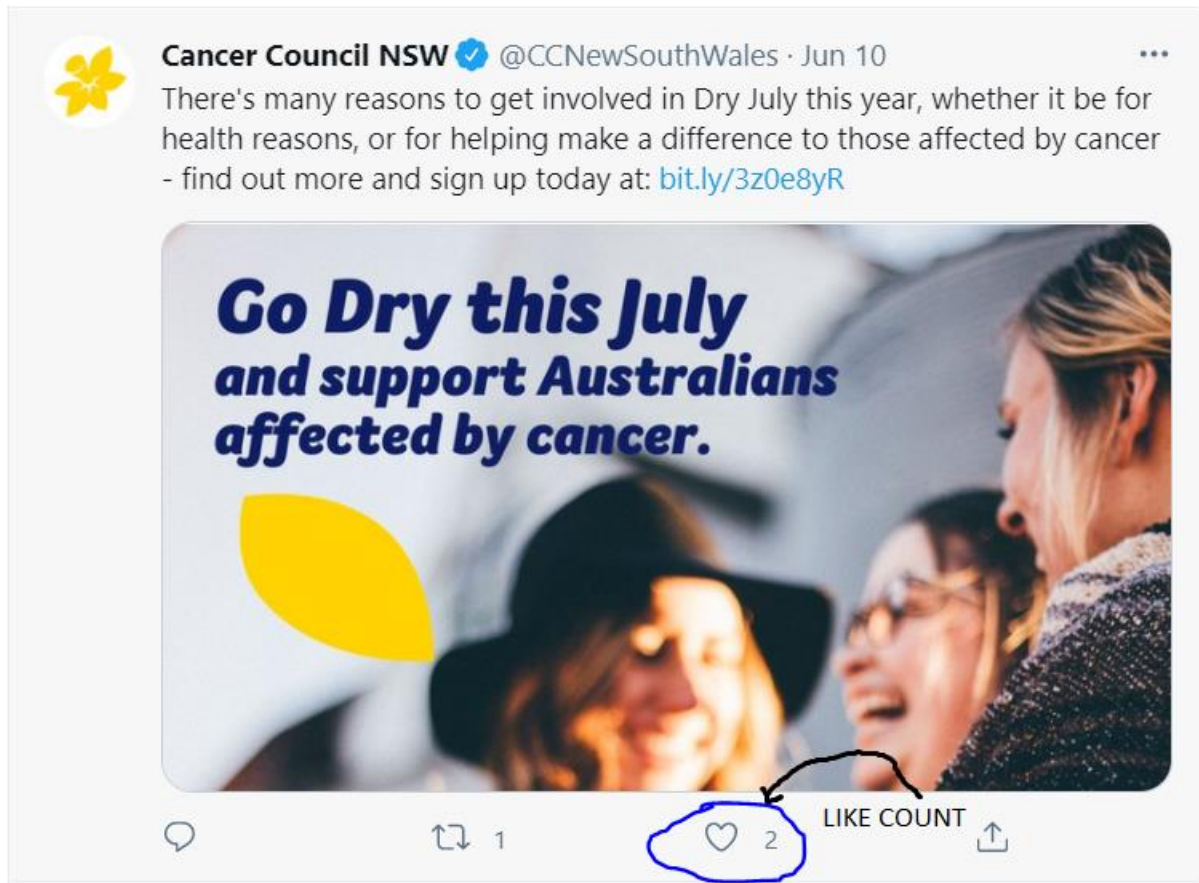 Cancer Council NSW @CCNewSouthWales · Jun 10
There's many reasons to get involved in Dry July this year, whether it be for
health reasons, or for helping make a difference to those affected by cancer
- find out more and sign up today at: bit.ly/3z0e8yR
Go Dry this July
and support Australians
affected by cancer.
LIKE COUNT
1 2